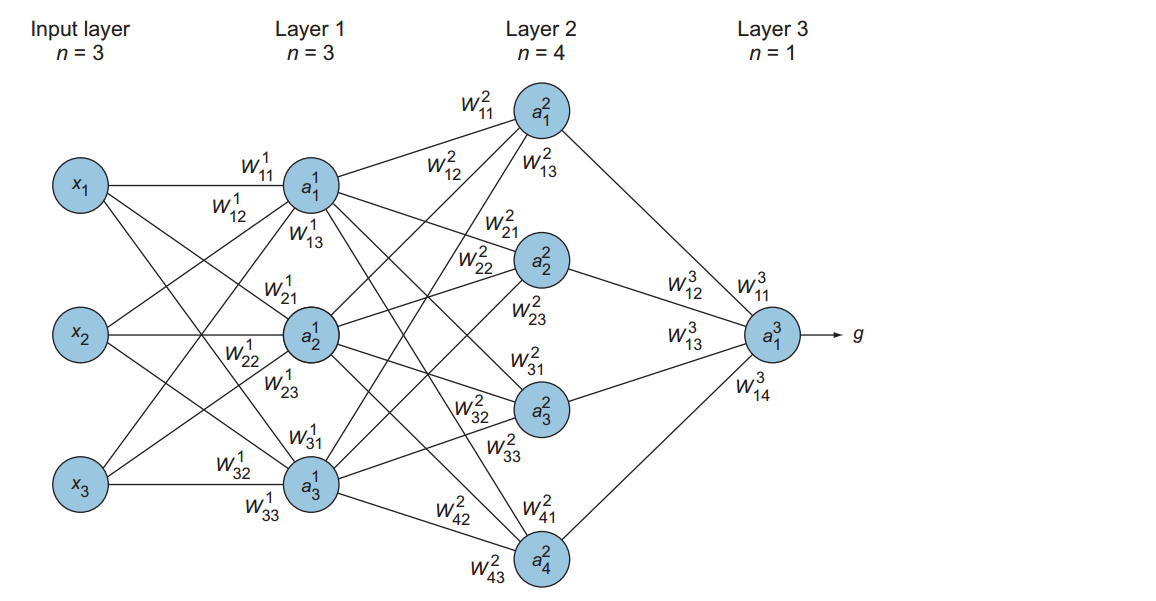 Input layer
n = 3
Layer 1
n = 3
Layer 2
n = 4
Layer 3
n = 1
W²₁₁
a²₁
W²₁₂
W²₁₃
x₁
W¹₁₁
a¹₁
W¹₁₂
W¹₁₃
W²₂₁
W²₂₂
a²₂
W²₂₃
W¹₂₁
W³₁₂
W³₁₁
x₂
a¹₂
W³₁₃
a³₁
g
W¹₂₂
W¹₂₃
W²₃₁
W³₁₄
W²₃₂
a²₃
W²₃₃
W¹₃₁
W¹₃₂
x₃
a¹₃
W¹₃₃
W²₄₂
W²₄₁
a²₄
W²₄₃